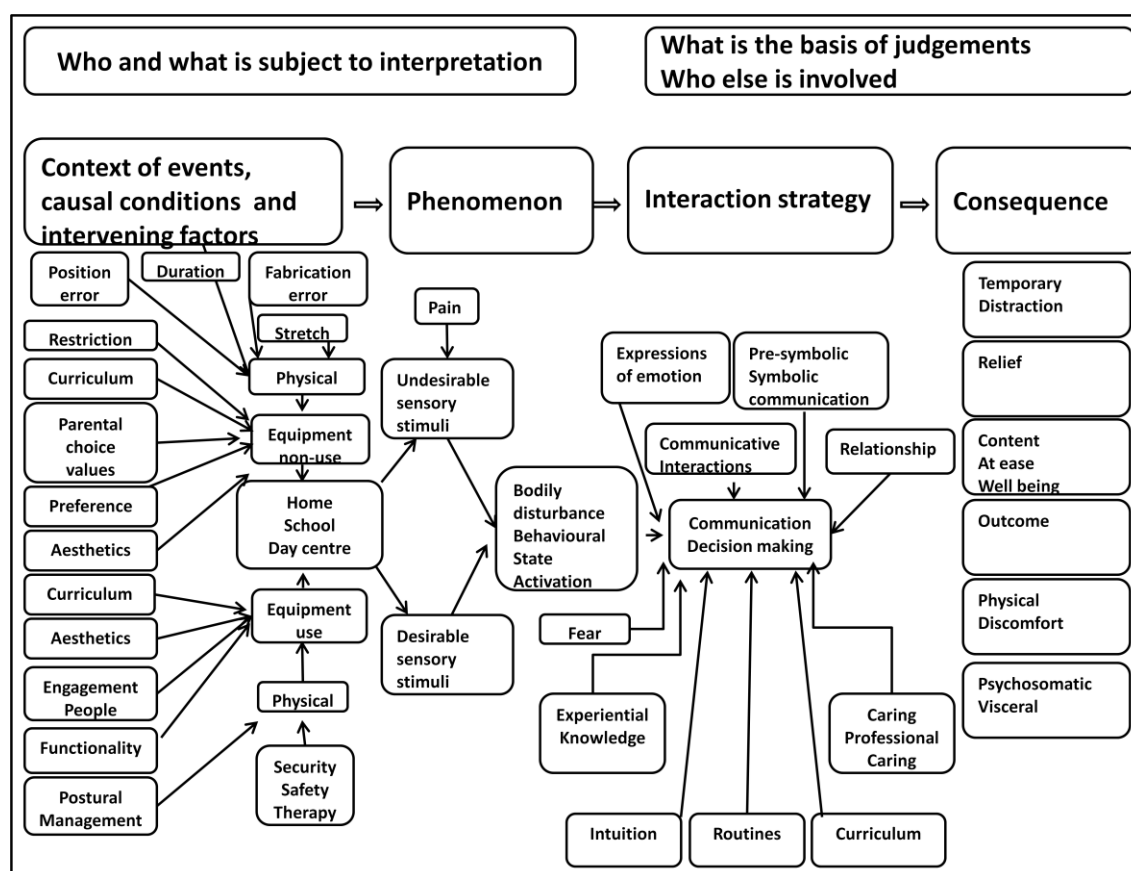 Who and what is subject to interpretation
What is the basis of judgements
Who else is involved
Context of events,
causal conditions and
intervening factors
Phenomenon
Interaction strategy
Consequence
Position
error
Duration
Fabrication
error
Stretch
Restriction
Curriculum
Physical
Parental
choice
values
Equipment
non-use
Preference
Aesthetics
Home
School
Day centre
Curriculum
Aesthetics
Equipment
use
Engagement
People
Functionality
Physical
Postural
Management
Security
Safety
Therapy
Pain
Undesirable
sensory
stimuli
Desirable
sensory
stimuli
Bodily
disturbance
Behavioural
State
Activation
Expressions
of emotion
Pre-symbolic
Symbolic
communication
Communicative
Interactions
Relationship
Communication
Decision making
Fear
Experiential
Knowledge
Caring
Professional
Caring
Intuition
Routines
Curriculum
Temporary
Distraction
Relief
Content
At ease
Well being
Outcome
Physical
Discomfort
Psychosomatic
Visceral